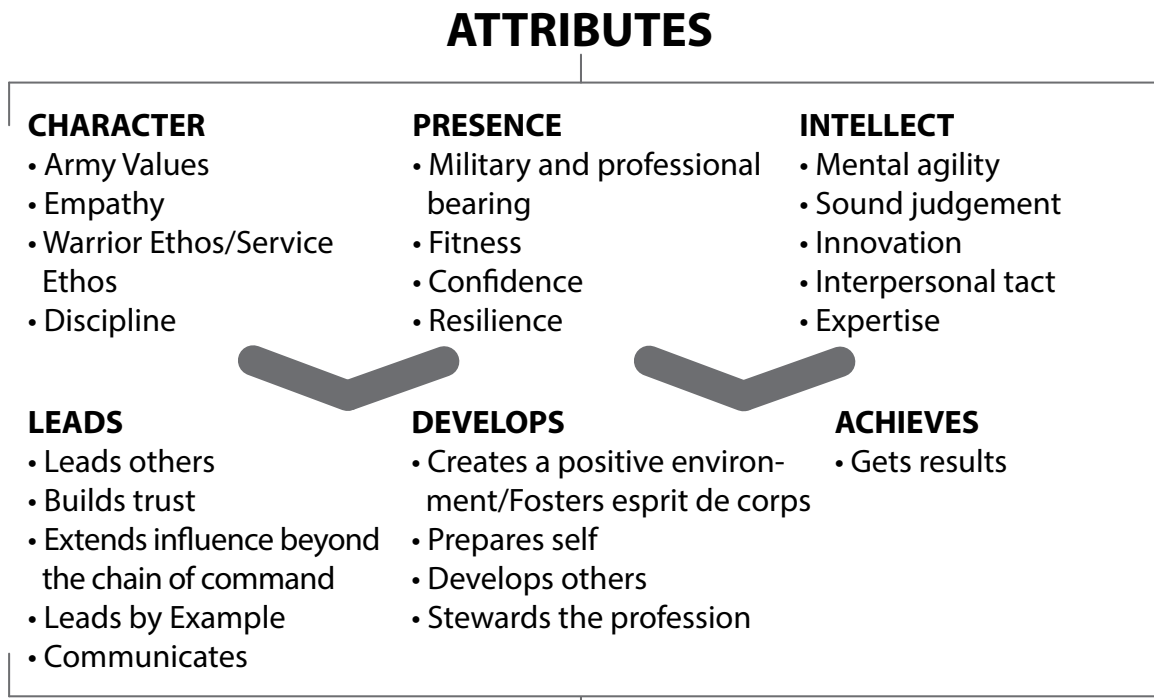 ATTRIBUTES
CHARACTER
• Army Values
• Empathy
• Warrior Ethos/Service
Ethos
• Discipline
PRESENCE
• Military and professional
bearing
• Fitness
• Confidence
• Resilience
INTELLECT
• Mental agility
• Sound judgement
• Innovation
• Interpersonal tact
• Expertise
LEADS
• Leads others
• Builds trust
• Extends influence beyond
the chain of command
• Leads by Example
• Communicates
DEVELOPS
• Creates a positive environ-
ment/Fosters esprit de corps
• Prepares self
• Develops others
• Stewards the profession
ACHIEVES
• Gets results